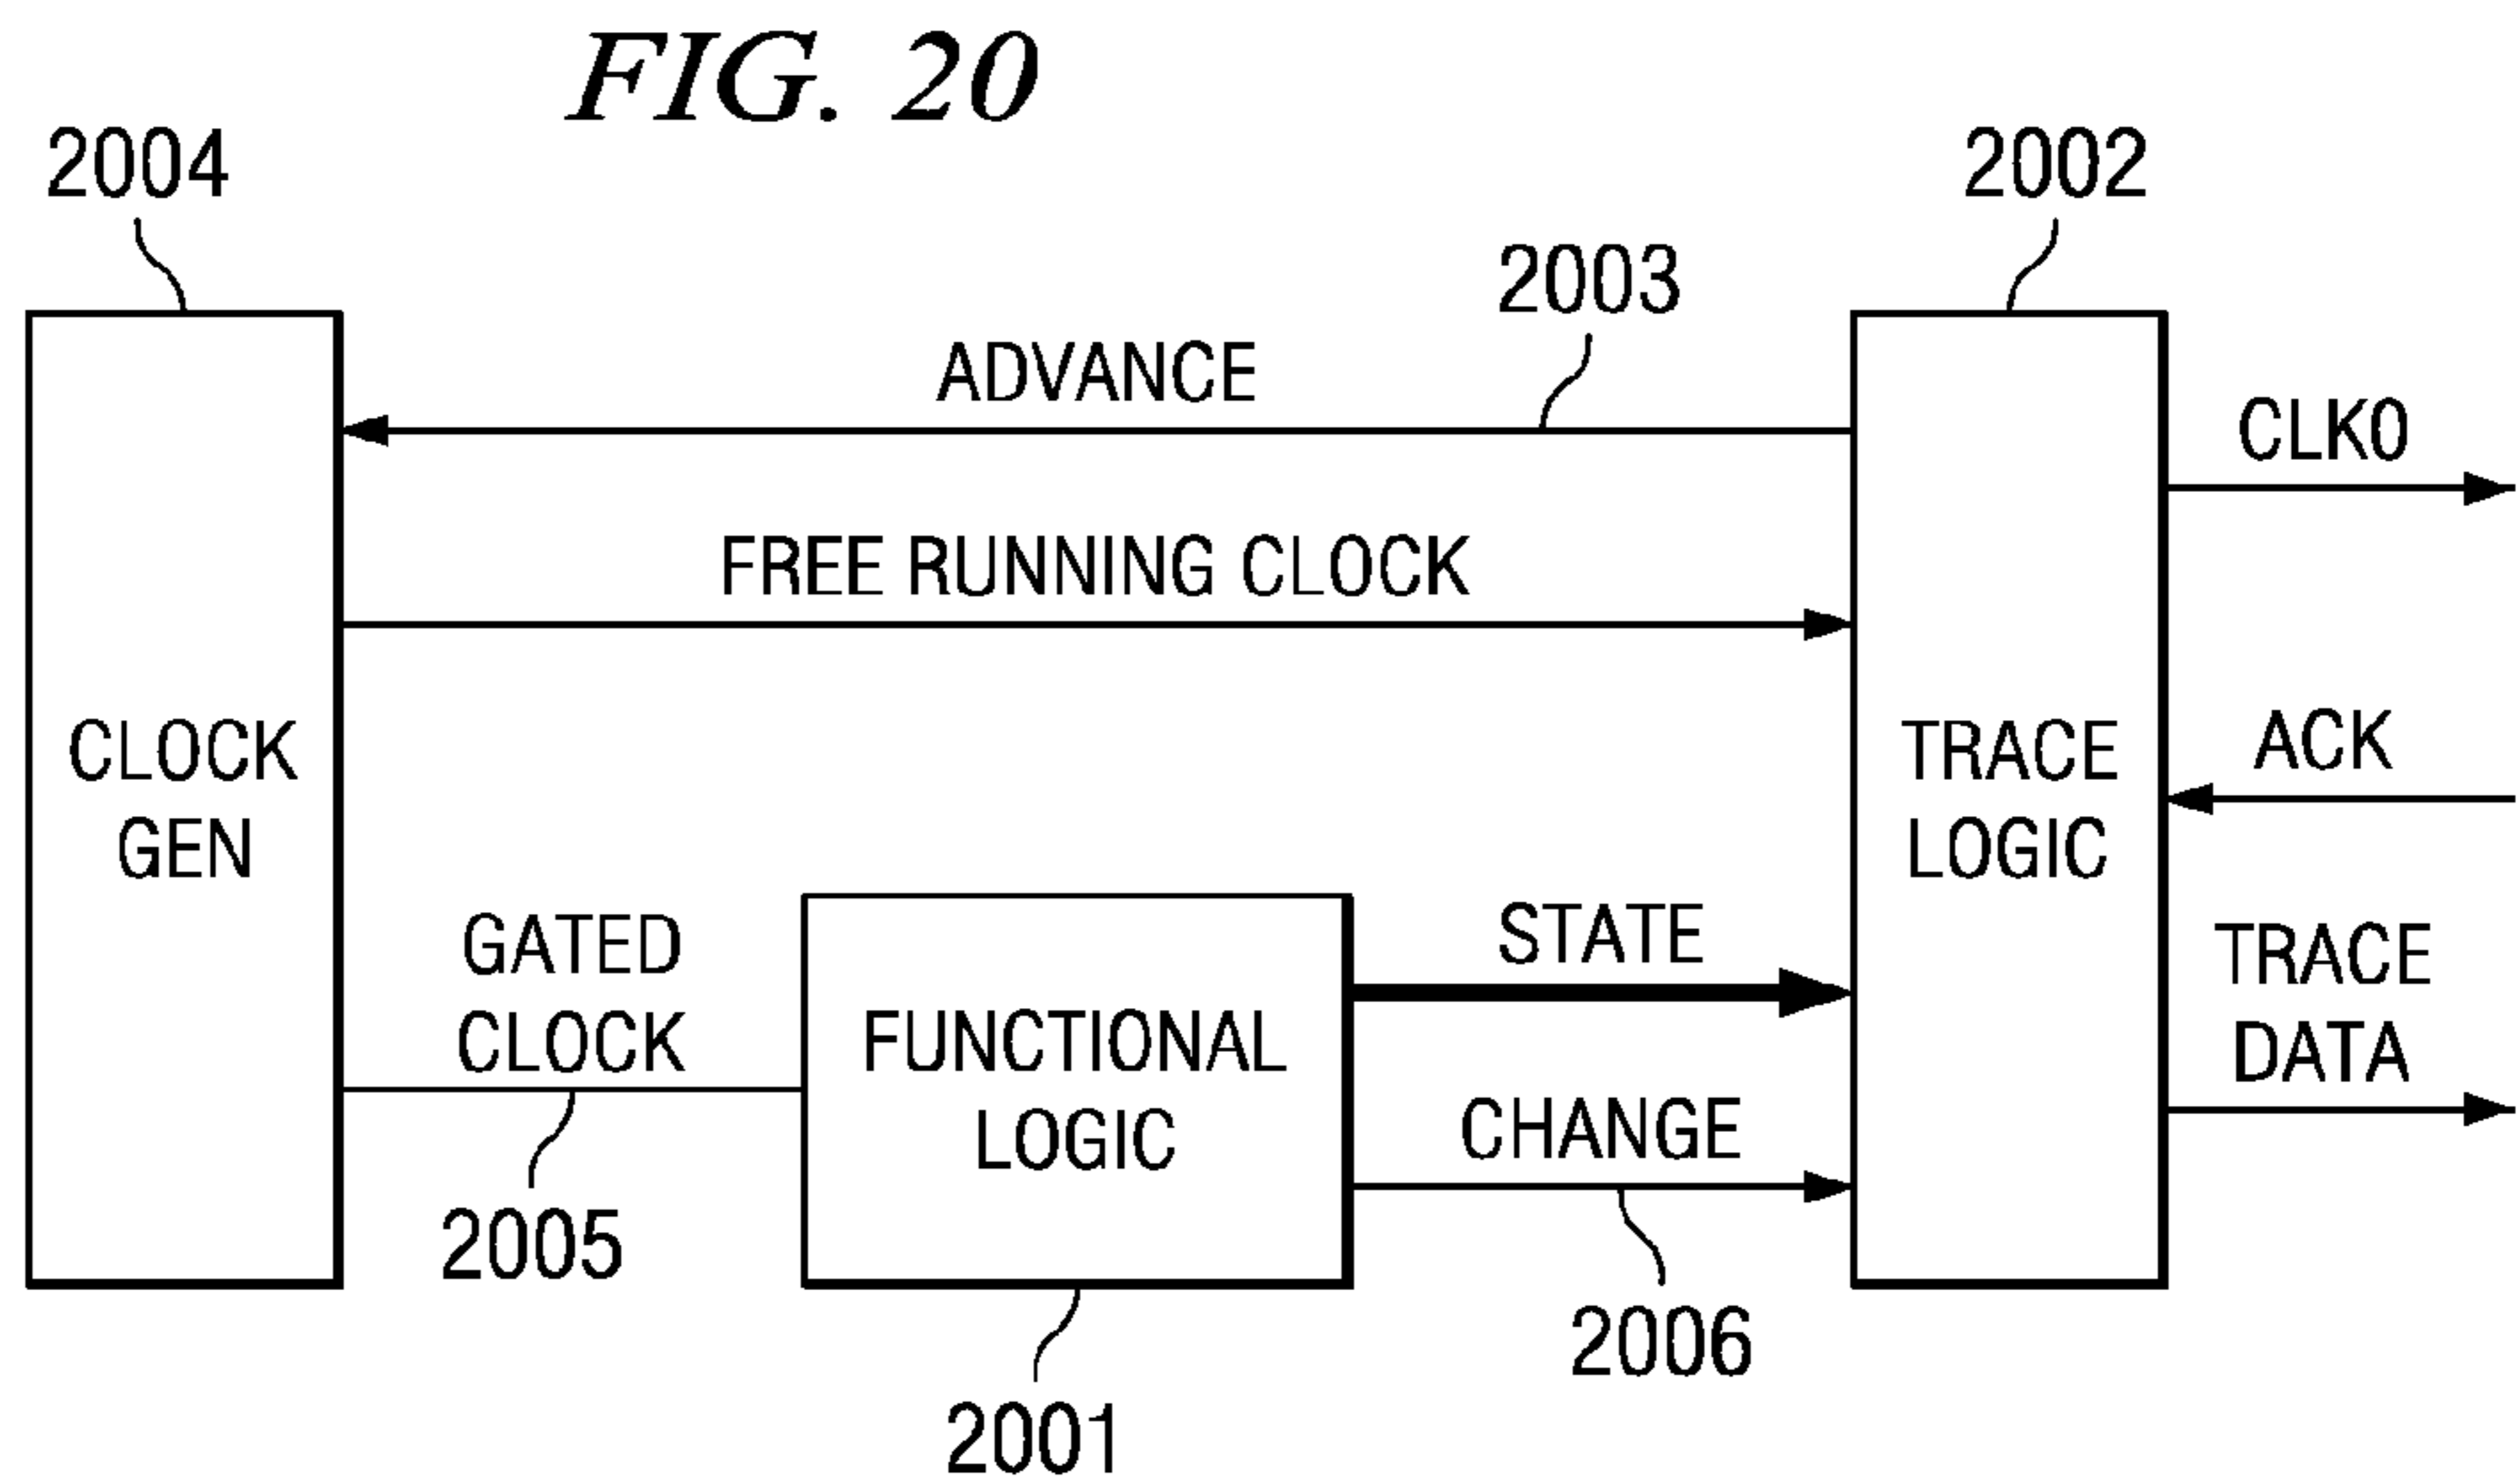 FIG. 20
2004
2002
2003
ADVANCE
CLKO
FREE RUNNING CLOCK
CLOCK
GEN
TRACE
LOGIC
ACK
GATED
CLOCK
STATE
TRACE
DATA
FUNCTIONAL
LOGIC
CHANGE
2005
2006
2001